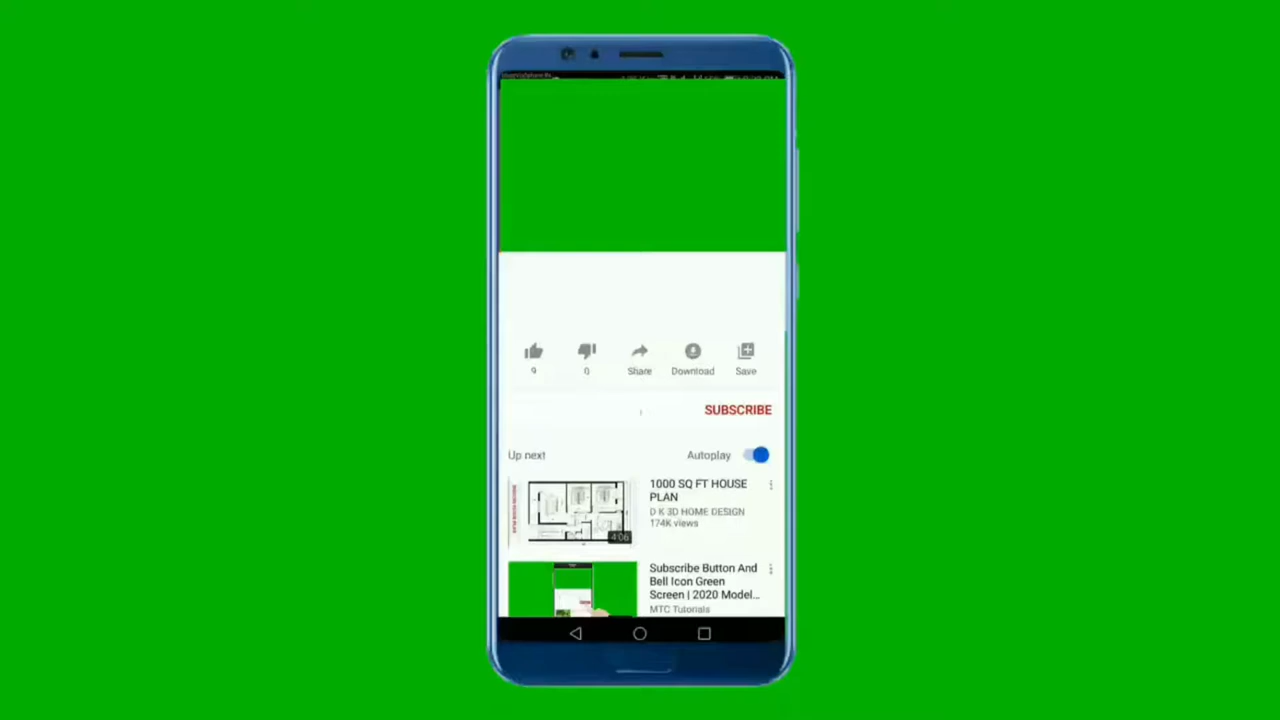 9
0
Share
Download
Save
SUBSCRIBE
Up next
Autoplay
1000 SQ FT HOUSE
PLAN
D K 3D HOME DESIGN
174K views
4:06
Subscribe Button And
Bell Icon Green
Screen | 2020 Model...
MTC Tutorials